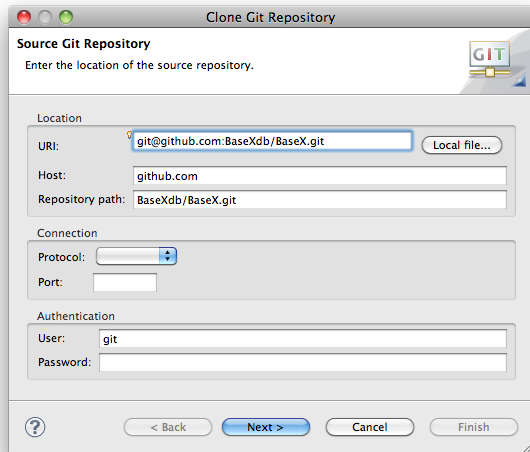 Clone Git Repository
Source Git Repository
Enter the location of the source repository.
GIT
Location
URI: git@github.com:BaseXdb/BaseX.git Local file...
Host: github.com
Repository path: BaseXdb/BaseX.git
Connection
Protocol:
Port:
Authentication
User: git
Password:
? < Back Next > Cancel Finish